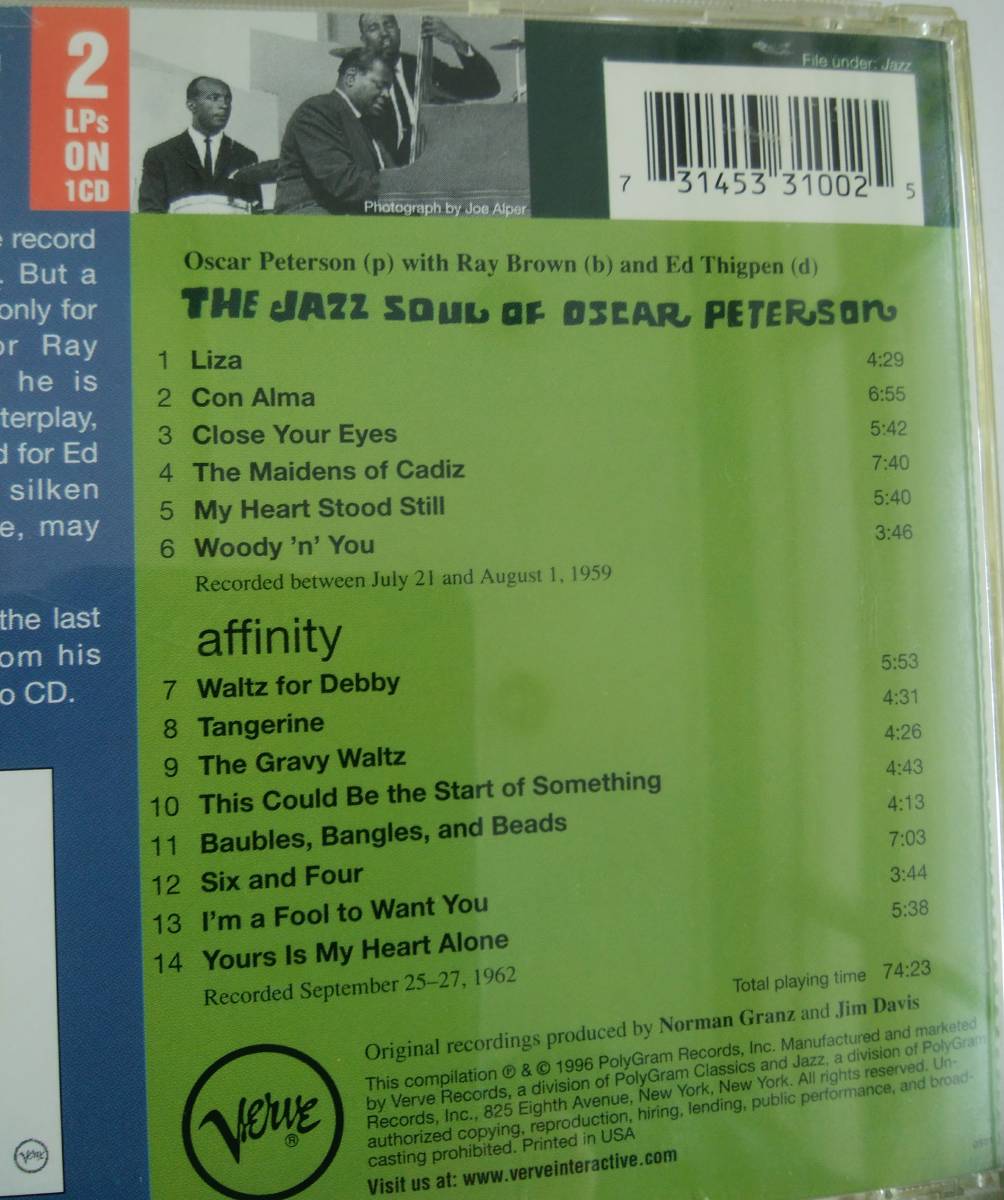 2
LPs
ON
1CD
Photograph by Joe Alper
File under: Jazz
7 31453 31002 5
record
. But a
only for
or Ray
he is
terplay,
d for Ed
silken
e, may
the last
om his
o CD.
Oscar Peterson (p) with Ray Brown (b) and Ed Thigpen (d)
THE JAZZ SOUL OF OSCAR PETERSON
1 Liza 4:29
2 Con Alma 6:55
3 Close Your Eyes 5:42
4 The Maidens of Cadiz 7:40
5 My Heart Stood Still 5:40
6 Woody ’n’ You 3:46
Recorded between July 21 and August 1, 1959
affinity
7 Waltz for Debby 5:53
8 Tangerine 4:31
9 The Gravy Waltz 4:26
10 This Could Be the Start of Something 4:43
11 Baubles, Bangles, and Beads 4:13
12 Six and Four 7:03
13 I’m a Fool to Want You 3:44
14 Yours Is My Heart Alone 5:38
Recorded September 25–27, 1962
Total playing time 74:23
Original recordings produced by Norman Granz and Jim Davis
This compilation ℗ & © 1996 PolyGram Records, Inc. Manufactured and marketed
by Verve Records, a division of PolyGram Classics and Jazz, a division of PolyGram
Records, Inc., 825 Eighth Avenue, New York, New York. All rights reserved. Un-
authorized copying, reproduction, hiring, lending, public performance, and broad-
casting prohibited. Printed in USA
Visit us at: www.verveinteractive.com
VERVE ®
VERVE